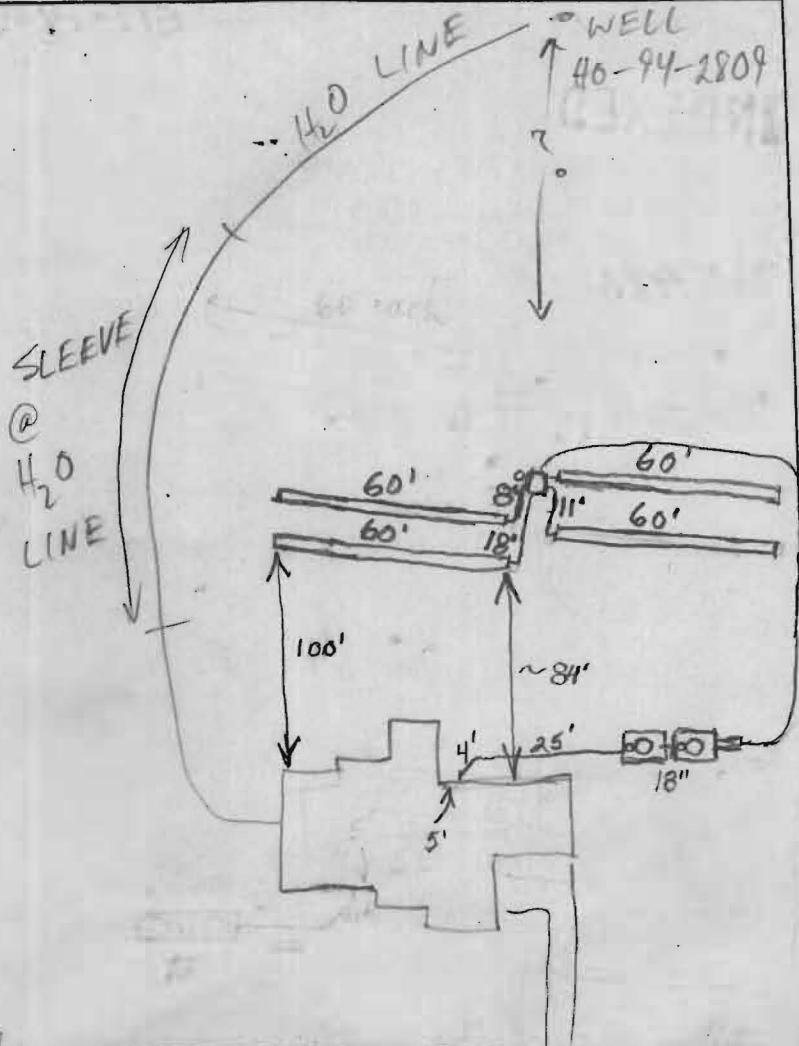 WELL
HO-94-2809
H₂O LINE
?
SLEEVE
@
H₂O
LINE
60'
8'
60'
60'
18'
11'
60'
100'
~84'
4'
25'
18"
5'